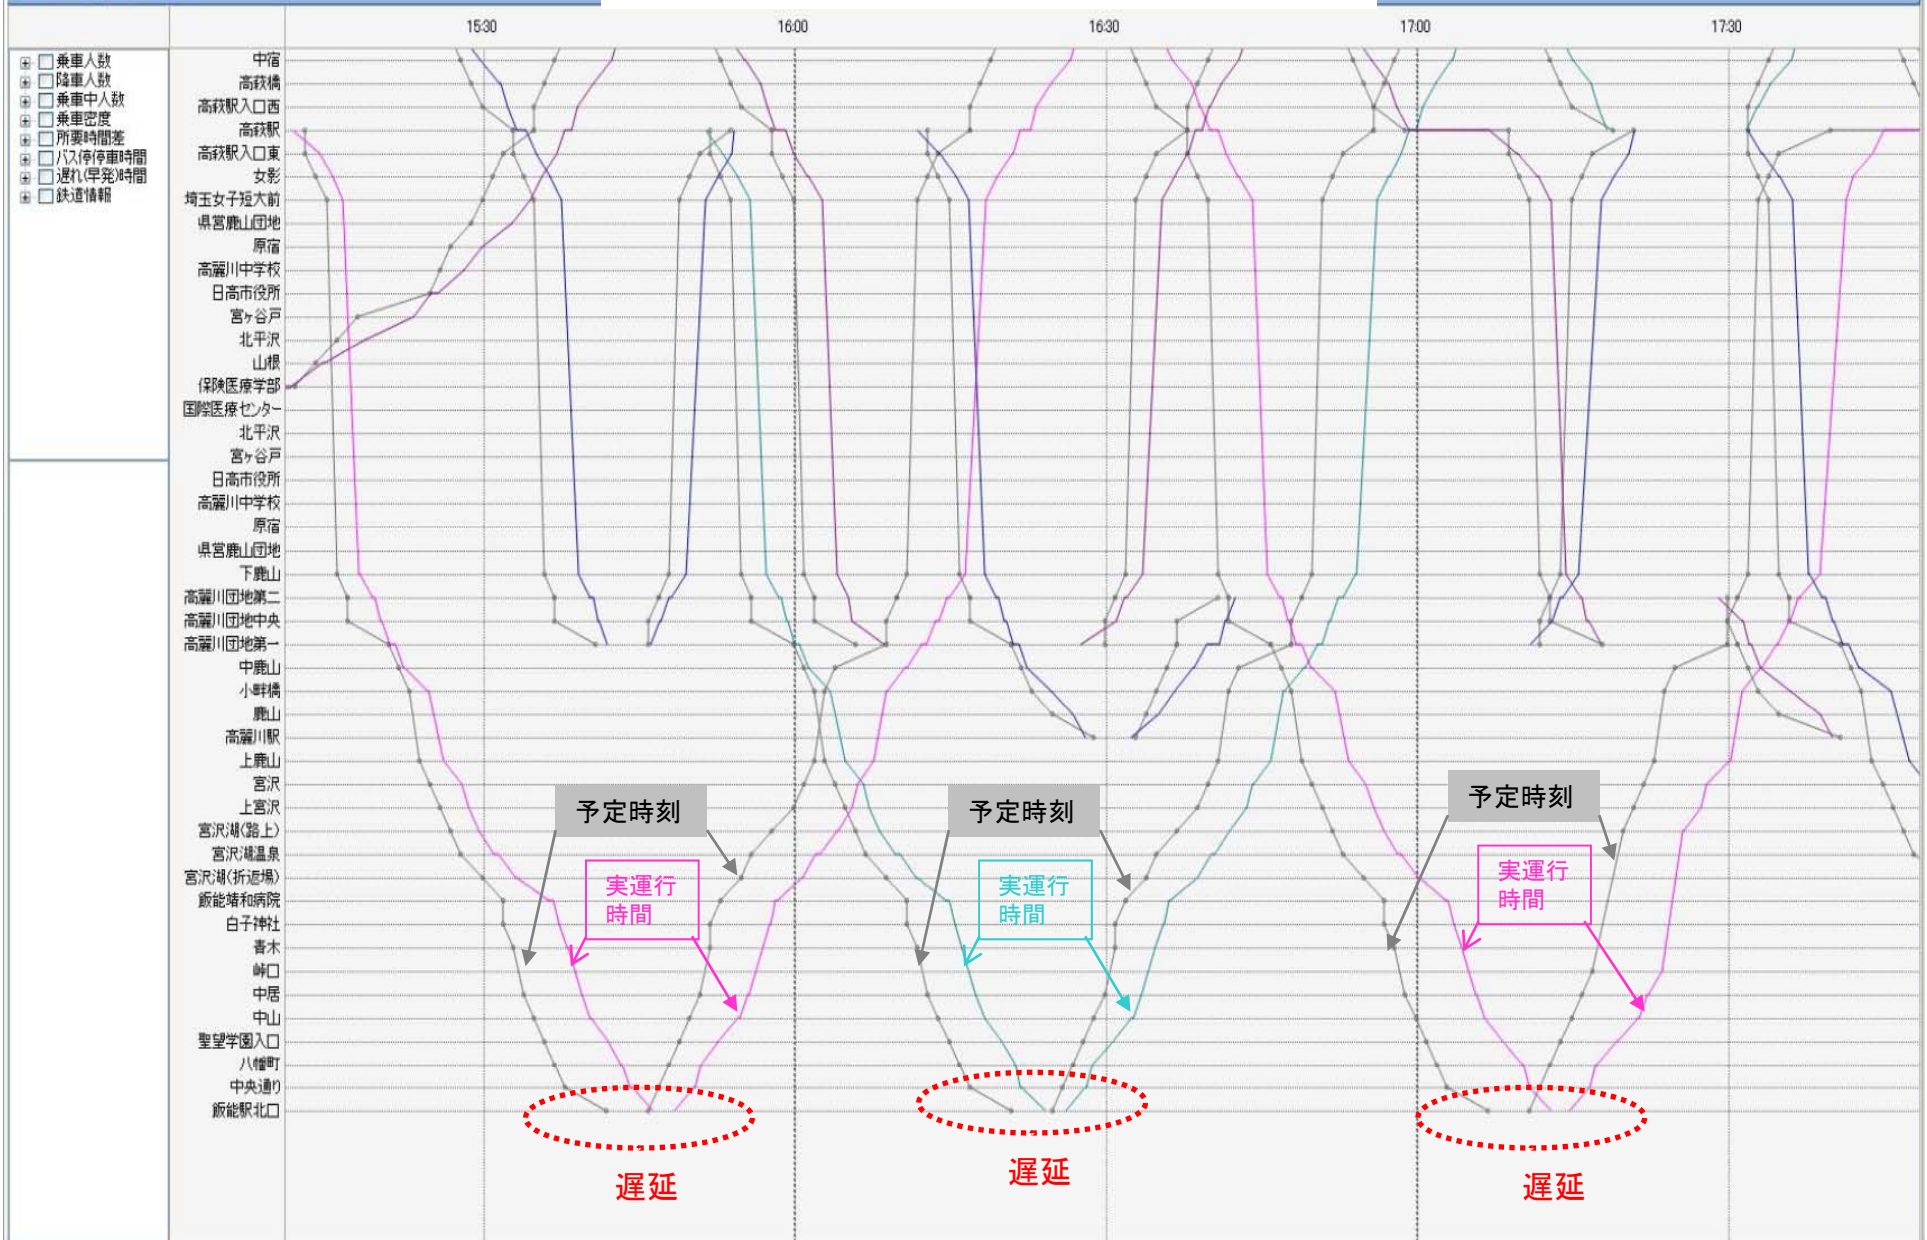 15:30
16:00
16:30
17:00
17:30
乗車人数
降車人数
乗車中人数
乗車密度
所要時間差
バス停停車時間
遅れ(早発)時間
鉄道情報
中宿
高萩橋
高萩駅入口西
高萩駅
高萩駅入口東
女影
埼玉女子短大前
県営鹿山団地
原宿
高麗川中学校
日高市役所
宮ヶ谷戸
北平沢
山根
保険医療学部
国際医療センター
北平沢
宮ヶ谷戸
日高市役所
高麗川中学校
原宿
県営鹿山団地
下鹿山
高麗川団地第二
高麗川団地中央
高麗川団地第一
中鹿山
小畔橋
鹿山
高麗川駅
上鹿山
宮沢
上宮沢
宮沢湖(路上)
宮沢湖温泉
宮沢湖(折返場)
飯能靖和病院
白子神社
青木
峠口
中居
中山
聖望学園入口
八幡町
中央通り
飯能駅北口
予定時刻
実運行
時間
遅延
予定時刻
実運行
時間
遅延
予定時刻
実運行
時間
遅延